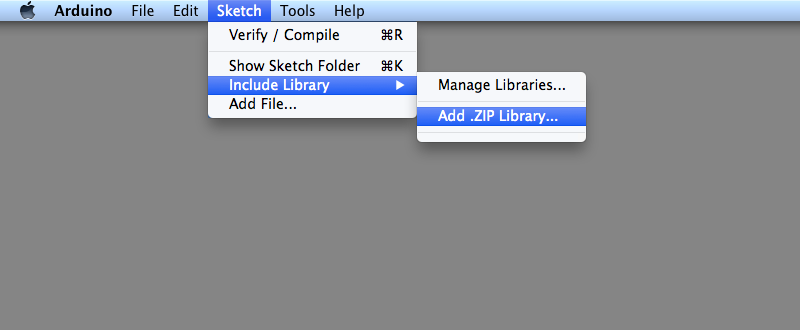 Arduino File Edit Sketch Tools Help
Verify / Compile ⌘R
Show Sketch Folder ⌘K
Include Library ▶
Add File...
Manage Libraries...
Add .ZIP Library...